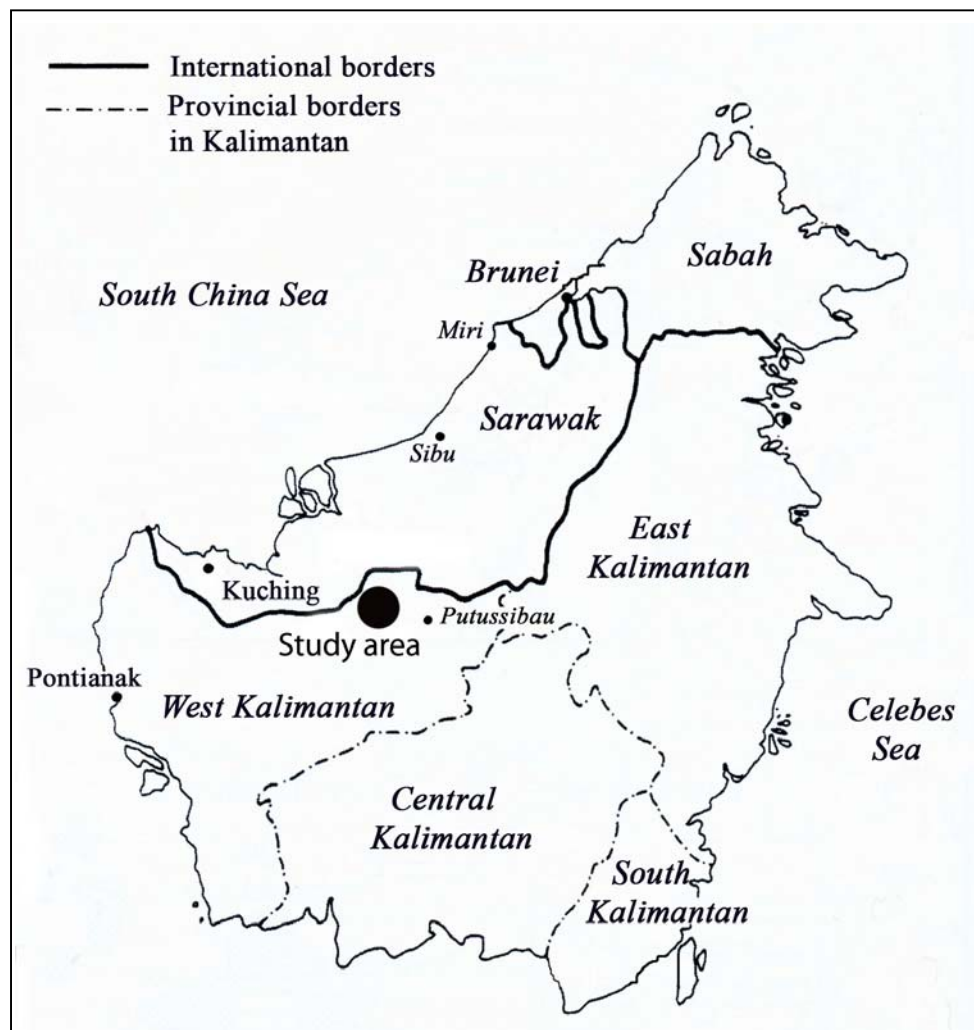 International borders
Provincial borders
in Kalimantan
Sabah
Brunei
South China Sea
Miri
Sarawak
Sibu
East
Kalimantan
Kuching
Putussibau
Study area
Pontianak
West Kalimantan
Celebes
Sea
Central
Kalimantan
South
Kalimantan